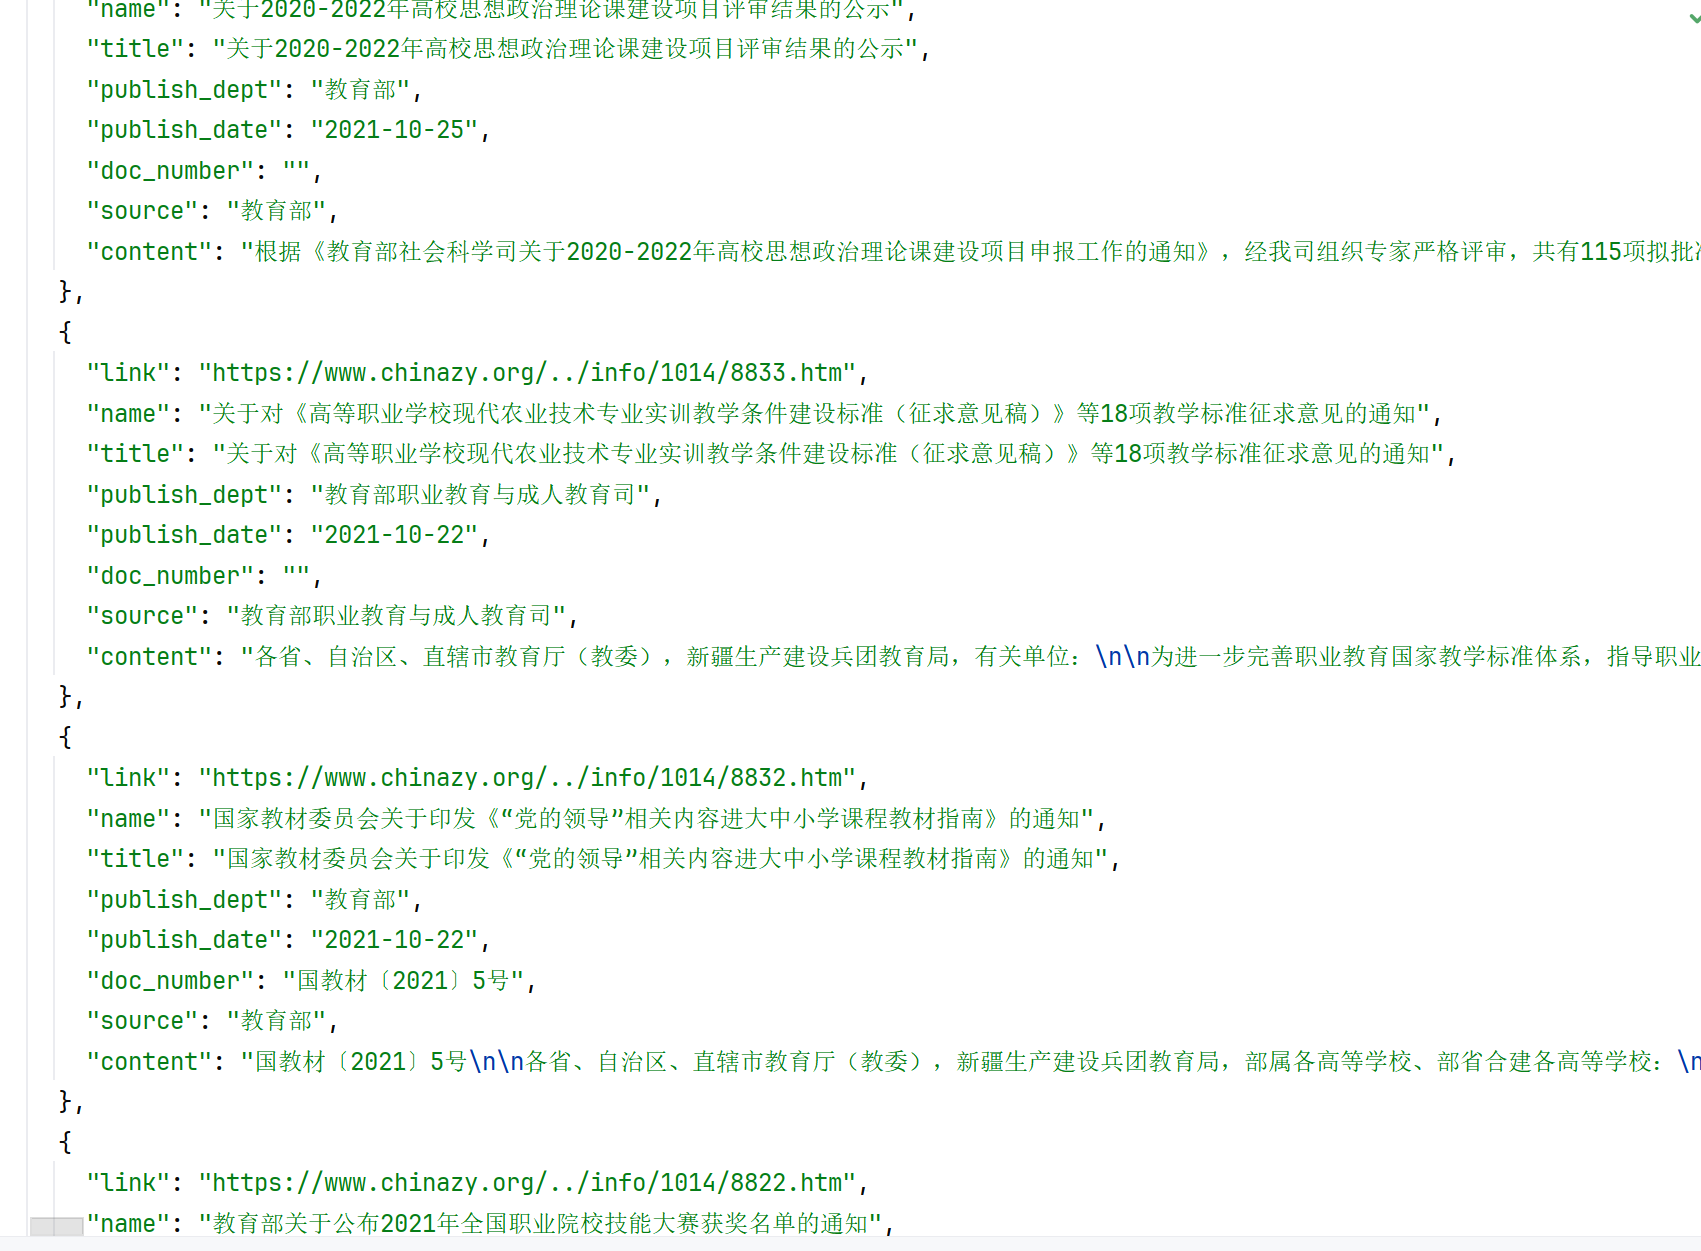 "name": "关于2020-2022年高校思想政治理论课建设项目评审结果的公示",
"title": "关于2020-2022年高校思想政治理论课建设项目评审结果的公示",
"publish_dept": "教育部",
"publish_date": "2021-10-25",
"doc_number": "",
"source": "教育部",
"content": "根据《教育部社会科学司关于2020-2022年高校思想政治理论课建设项目申报工作的通知》，经我司组织专家严格评审，共有115项拟批准
},
{
"link": "https://www.chinazy.org/../info/1014/8833.htm",
"name": "关于对《高等职业学校现代农业技术专业实训教学条件建设标准（征求意见稿）》等18项教学标准征求意见的通知",
"title": "关于对《高等职业学校现代农业技术专业实训教学条件建设标准（征求意见稿）》等18项教学标准征求意见的通知",
"publish_dept": "教育部职业教育与成人教育司",
"publish_date": "2021-10-22",
"doc_number": "",
"source": "教育部职业教育与成人教育司",
"content": "各省、自治区、直辖市教育厅（教委），新疆生产建设兵团教育局，有关单位：\n\n为进一步完善职业教育国家教学标准体系，指导职业
},
{
"link": "https://www.chinazy.org/../info/1014/8832.htm",
"name": "国家教材委员会关于印发《“党的领导”相关内容进大中小学课程教材指南》的通知",
"title": "国家教材委员会关于印发《“党的领导”相关内容进大中小学课程教材指南》的通知",
"publish_dept": "教育部",
"publish_date": "2021-10-22",
"doc_number": "国教材〔2021〕5号",
"source": "教育部",
"content": "国教材〔2021〕5号\n\n各省、自治区、直辖市教育厅（教委），新疆生产建设兵团教育局，部属各高等学校、部省合建各高等学校：\n
},
{
"link": "https://www.chinazy.org/../info/1014/8822.htm",
"name": "教育部关于公布2021年全国职业院校技能大赛获奖名单的通知",